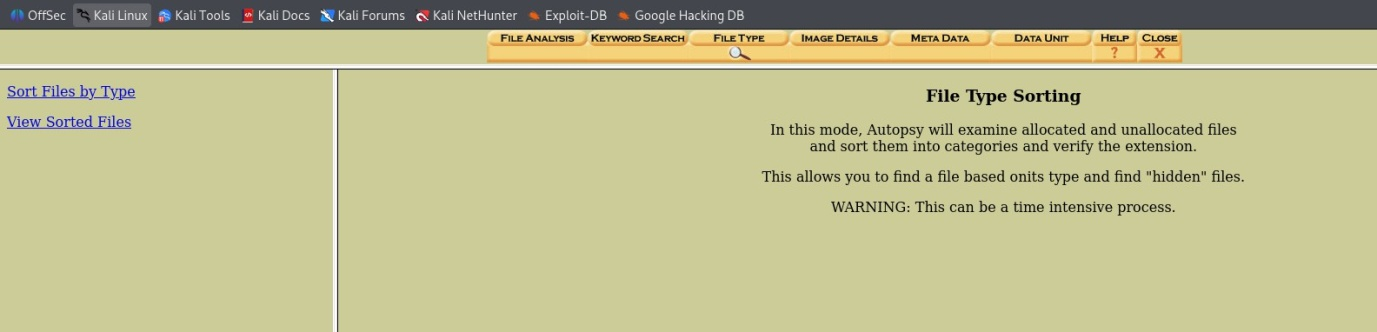 OffSec Kali Linux Kali Tools Kali Docs Kali Forums Kali NetHunter Exploit-DB Google Hacking DB
FILE ANALYSIS KEYWORD SEARCH FILE TYPE IMAGE DETAILS META DATA DATA UNIT HELP CLOSE
? X
Sort Files by Type
View Sorted Files
File Type Sorting
In this mode, Autopsy will examine allocated and unallocated files
and sort them into categories and verify the extension.
This allows you to find a file based onits type and find "hidden" files.
WARNING: This can be a time intensive process.